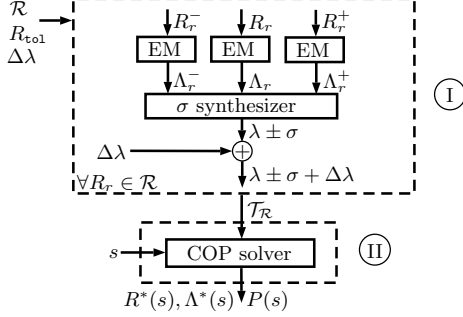 𝓡
R_tol
Δλ
R_r^- R_r R_r^+
EM EM EM
Λ_r^- Λ_r Λ_r^+
σ synthesizer
I
λ ± σ
Δλ +
λ ± σ + Δλ
∀R_r ∈ 𝓡
𝒯_𝓡
II
s COP solver
R*(s), Λ*(s) P(s)